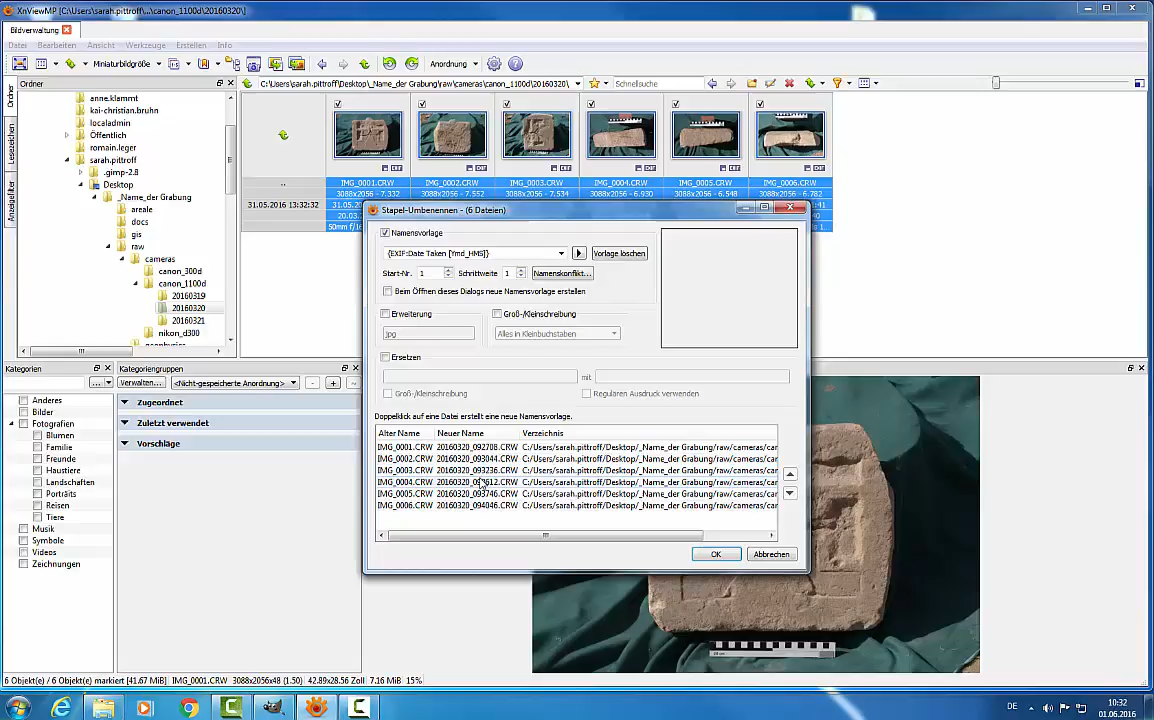 XnViewMP [C:\Users\sarah.pittroff\...\canon_1100d\20160320\]
Bildverwaltung
Datei Bearbeiten Ansicht Werkzeuge Erstellen Info
Miniaturbildgröße Anordnung
Ordner
C:\Users\sarah.pittroff\Desktop\_Name_der Grabung\raw\cameras\canon_1100d\20160320\ Schnellsuche
Ordner
Lesezeichen
anne.klammt
kai-christian.bruhn
localadmin
Öffentlich
romain.leger
sarah.pittroff
.gimp-2.8
Desktop
_Name_der Grabung
areale
docs
gis
raw
cameras
canon_300d
canon_1100d
20160319
20160320
20160321
nikon_d300
..
31.05.2016 13:32:32
IMG_0001.CRW IMG_0002.CRW IMG_0003.CRW IMG_0004.CRW IMG_0005.CRW IMG_0006.CRW
3088x2056 - 7.332 3088x2056 - 7.552 3088x2056 - 7.534 3088x2056 - 6.854 3088x2056 - 6.845 3088x2056 - 6.782
20.03.
50mm f/
Stapel-Umbenennen - (6 Dateien)
Namensvorlage
{EXIF:Date Taken [Ymd_HMS]} Vorlage löschen
Start-Nr. 1 Schrittweite 1 Namenskonflikt...
Beim Öffnen dieses Dialogs neue Namensvorlage erstellen
Erweiterung Groß-/Kleinschreibung
jpg Alles in Kleinbuchstaben
Ersetzen
mit
Groß-/Kleinschreibung Regulären Ausdruck verwenden
Doppelklick auf eine Datei erstellt eine neue Namensvorlage.
Alter Name Neuer Name Verzeichnis
IMG_0001.CRW 20160320_092708.CRW C:/Users/sarah.pittroff/Desktop/_Name_der Grabung/raw/cameras/car
IMG_0002.CRW 20160320_093044.CRW C:/Users/sarah.pittroff/Desktop/_Name_der Grabung/raw/cameras/car
IMG_0003.CRW 20160320_093236.CRW C:/Users/sarah.pittroff/Desktop/_Name_der Grabung/raw/cameras/car
IMG_0004.CRW C:/Users/sarah.pittroff/Desktop/_Name_der Grabung/raw/cameras/car
IMG_0005.CRW 20160320_093746.CRW C:/Users/sarah.pittroff/Desktop/_Name_der Grabung/raw/cameras/car
IMG_0006.CRW 20160320_094046.CRW C:/Users/sarah.pittroff/Desktop/_Name_der Grabung/raw/cameras/car
OK Abbrechen
Kategorien
Anderes
Bilder
Fotografien
Blumen
Familie
Freunde
Haustiere
Landschaften
Porträts
Reisen
Tiere
Musik
Symbole
Videos
Zeichnungen
Kategoriengruppen
Verwalten... <Nicht-gespeicherte Anordnung> - + ~
Zugeordnet
Zuletzt verwendet
Vorschläge
6 Objekt(e) / 6 Objekt(e) markiert [41.67 MiB] IMG_0001.CRW 3088x2056x48 (1.50) 42.89x28.56 Zoll 7.16 MiB 15%
DE 10:32
01.06.2016